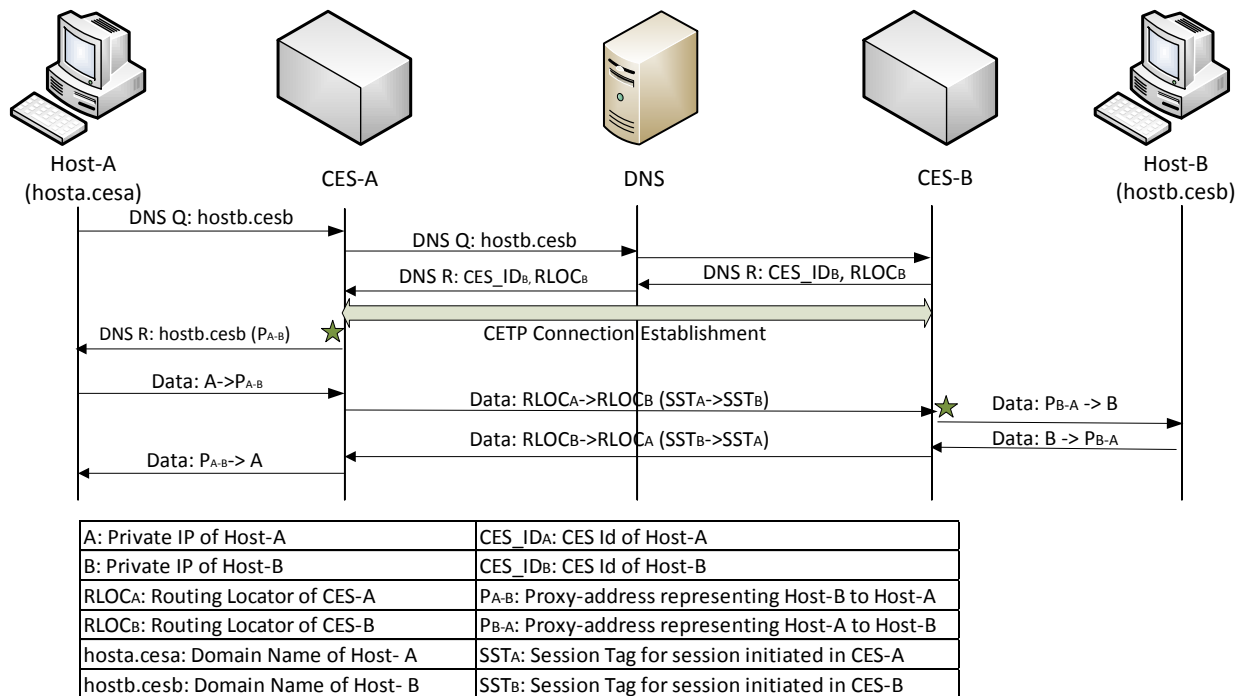 Host-A
(hosta.cesa)
CES-A
DNS
CES-B
Host-B
(hostb.cesb)
DNS Q: hostb.cesb
DNS Q: hostb.cesb
DNS R: CES_IDB, RLOCB
DNS R: CES_IDB, RLOCB
CETP Connection Establishment
DNS R: hostb.cesb (PA-B)
Data: A->PA-B
Data: RLOCA->RLOCB (SSTA->SSTB)
Data: PB-A -> B
Data: RLOCB->RLOCA (SSTB->SSTA)
Data: B -> PB-A
Data: PA-B-> A
A: Private IP of Host-A
CES_IDA: CES Id of Host-A
B: Private IP of Host-B
CES_IDB: CES Id of Host-B
RLOCA: Routing Locator of CES-A
PA-B: Proxy-address representing Host-B to Host-A
RLOCB: Routing Locator of CES-B
PB-A: Proxy-address representing Host-A to Host-B
hosta.cesa: Domain Name of Host- A
SSTA: Session Tag for session initiated in CES-A
hostb.cesb: Domain Name of Host- B
SSTB: Session Tag for session initiated in CES-B